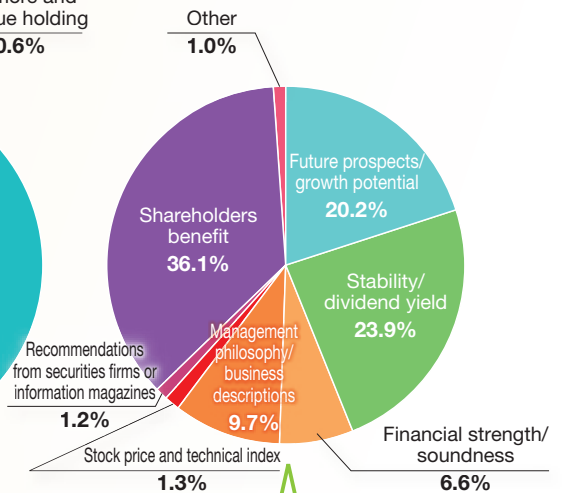 ue holding
0.6%
Other
1.0%
Future prospects/
growth potential
20.2%
Shareholders
benefit
36.1%
Stability/
dividend yield
23.9%
Management
philosophy/
business
descriptions
9.7%
Recommendations
from securities firms or
information magazines
1.2%
Stock price and technical index
1.3%
Financial strength/
soundness
6.6%